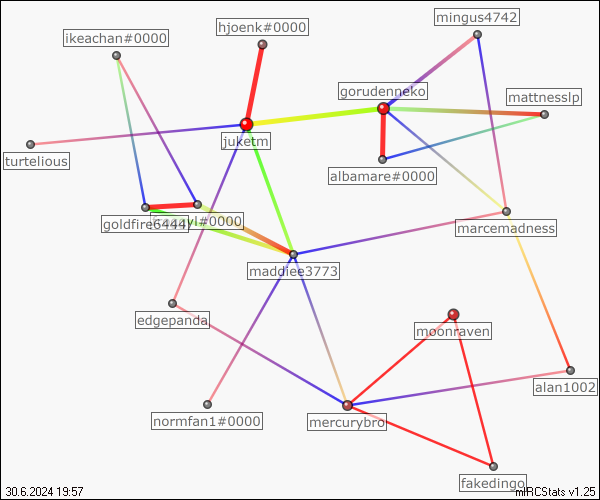 mingus4742
hjoenk#0000
ikeachan#0000
gorudenneko
mattnesslp
juketm
turtelious
albamare#0000
goldfire6444
yl#0000
marcemadness
maddiee3773
edgepanda
moonraven
alan1002
normfan1#0000
mercurybro
fakedingo
30.6.2024 19:57
mIRCStats v1.25